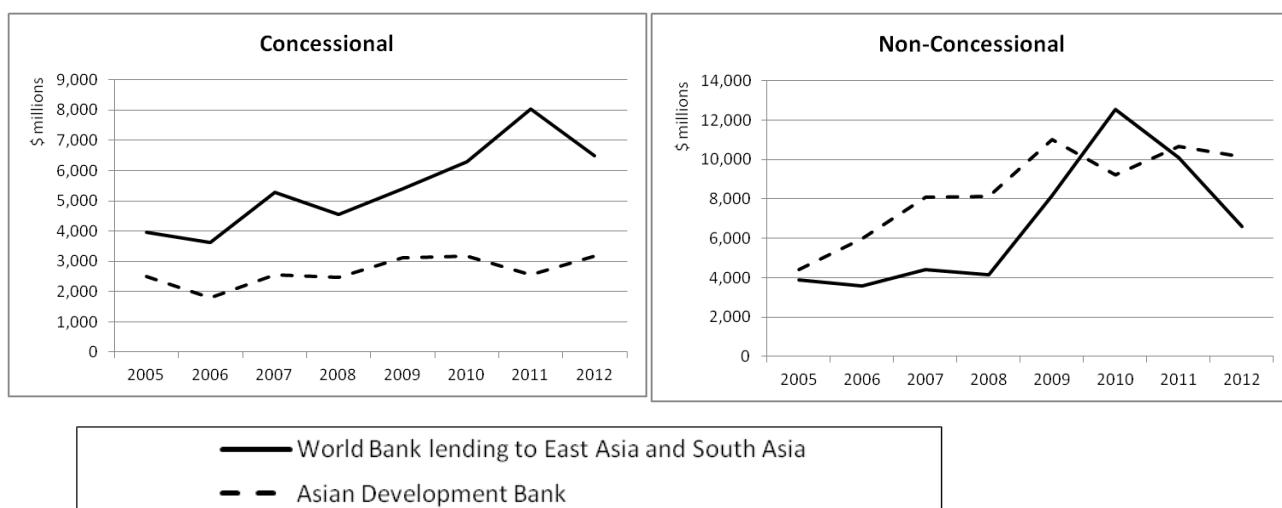 Concessional
$ millions
9,000
8,000
7,000
6,000
5,000
4,000
3,000
2,000
1,000
0
2005 2006 2007 2008 2009 2010 2011 2012
Non-Concessional
$ millions
14,000
12,000
10,000
8,000
6,000
4,000
2,000
0
2005 2006 2007 2008 2009 2010 2011 2012
World Bank lending to East Asia and South Asia
Asian Development Bank